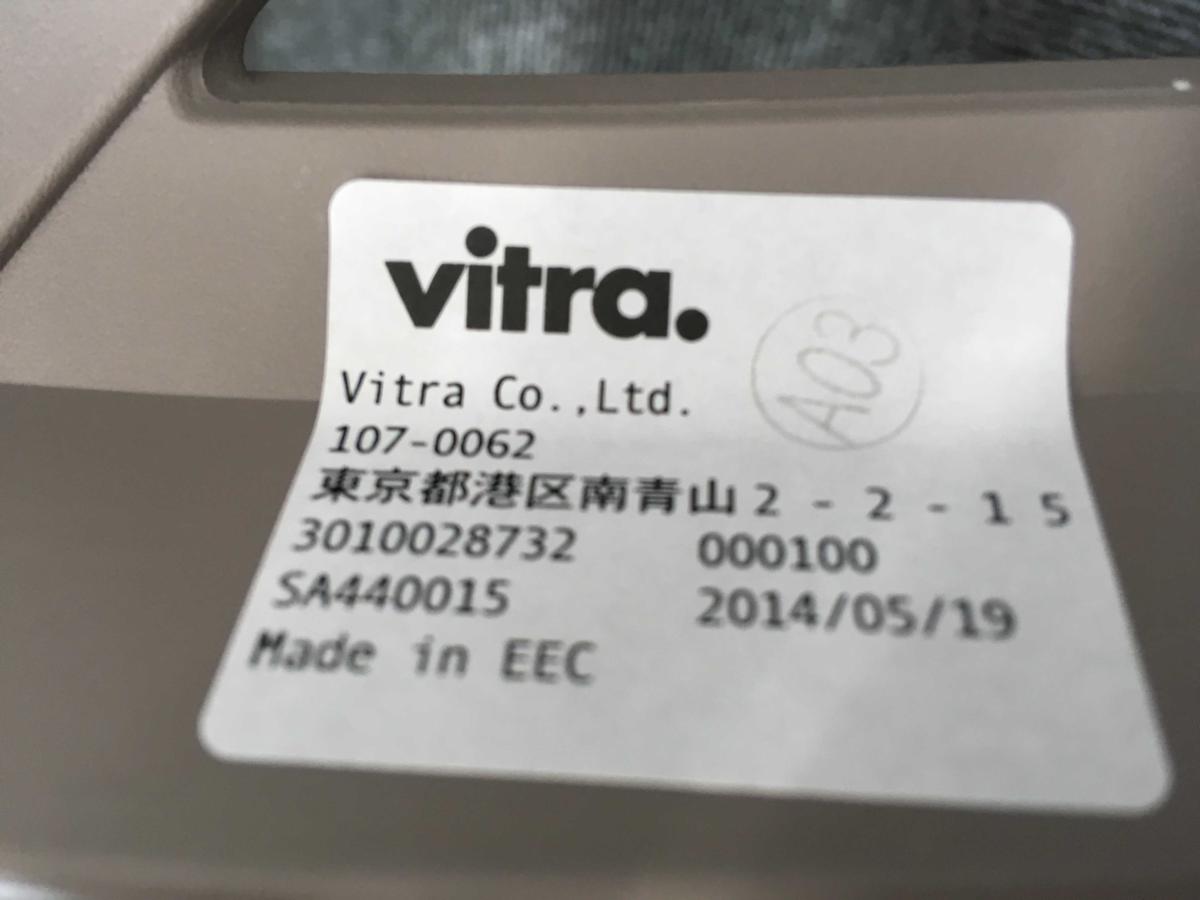 vitra.
A03
Vitra Co.,Ltd.
107-0062
東京都港区南青山2-2-15
3010028732 000100
SA440015 2014/05/19
Made in EEC